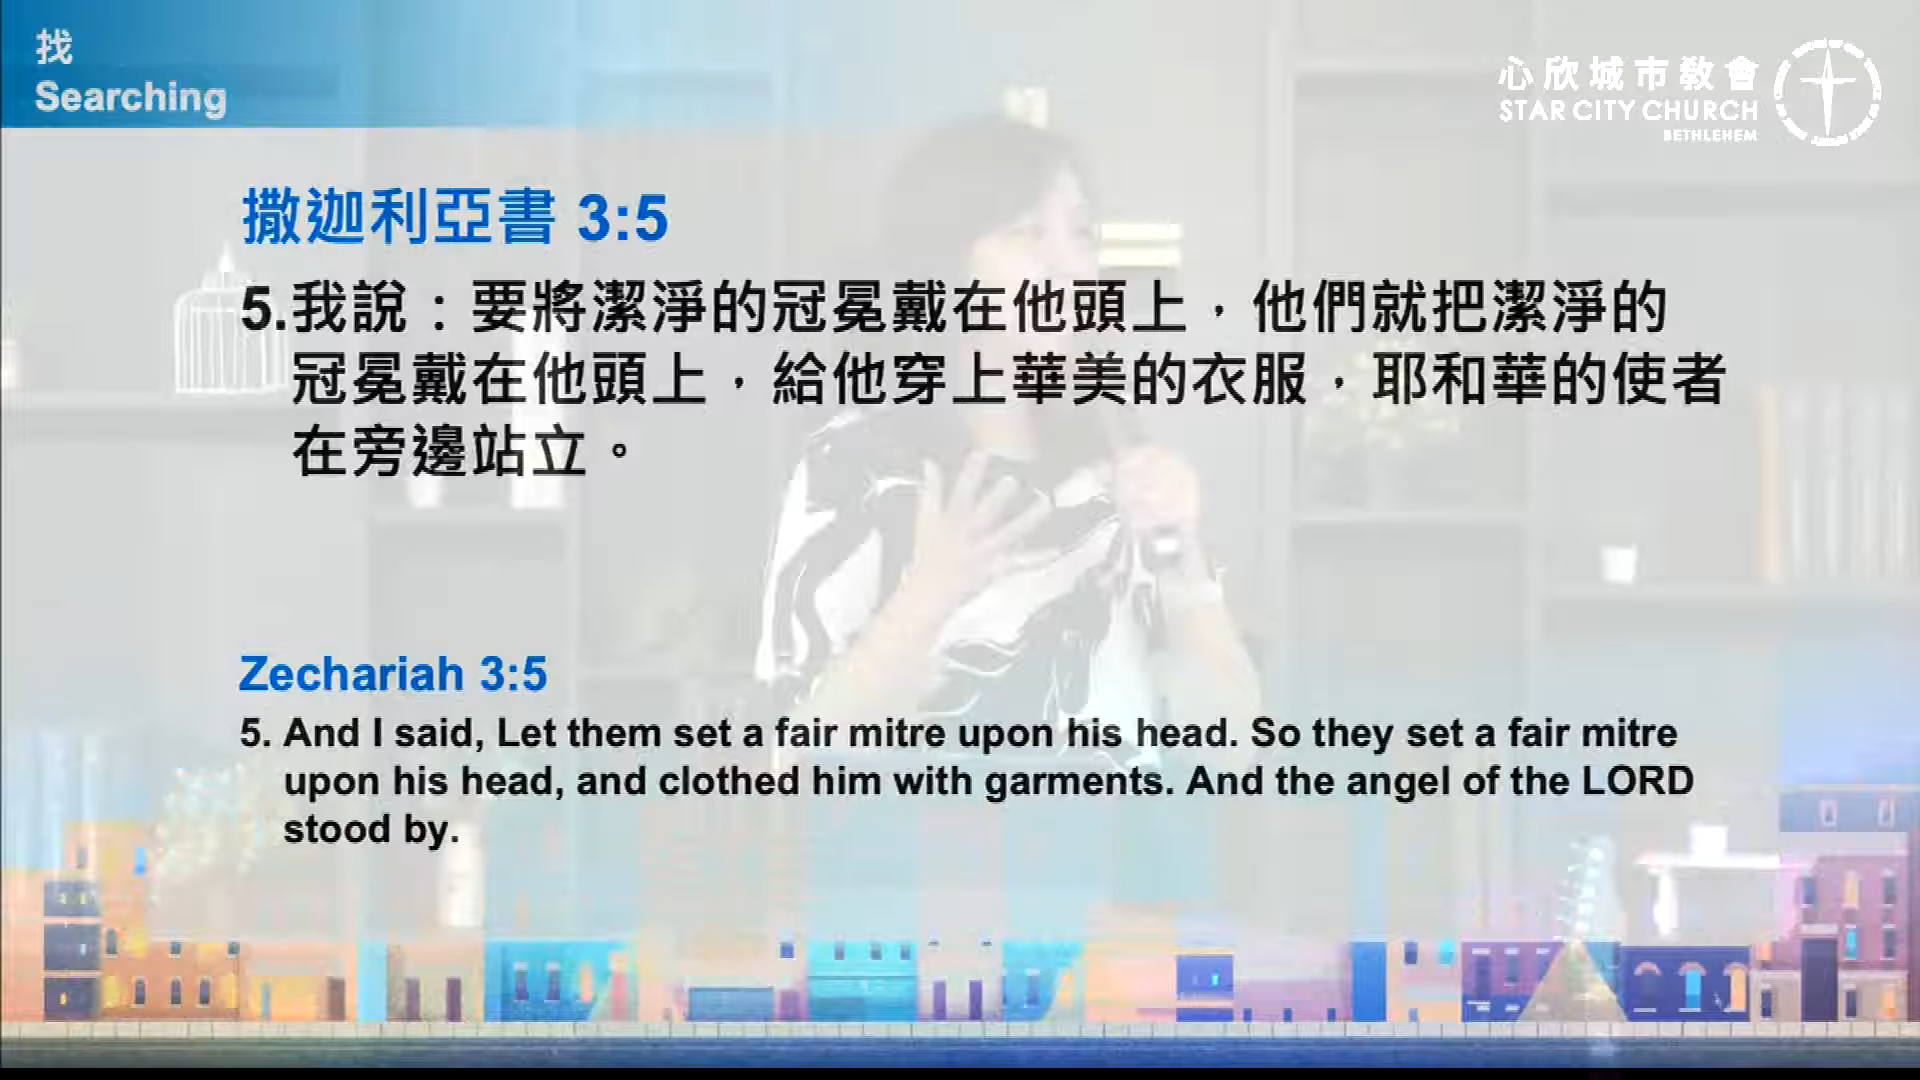 找
Searching
心欣城市教會
STAR CITY CHURCH
BETHLEHEM
撒迦利亞書 3:5
5.我說：要將潔淨的冠冕戴在他頭上，他們就把潔淨的
冠冕戴在他頭上，給他穿上華美的衣服，耶和華的使者
在旁邊站立。
Zechariah 3:5
5. And I said, Let them set a fair mitre upon his head. So they set a fair mitre
upon his head, and clothed him with garments. And the angel of the LORD
stood by.